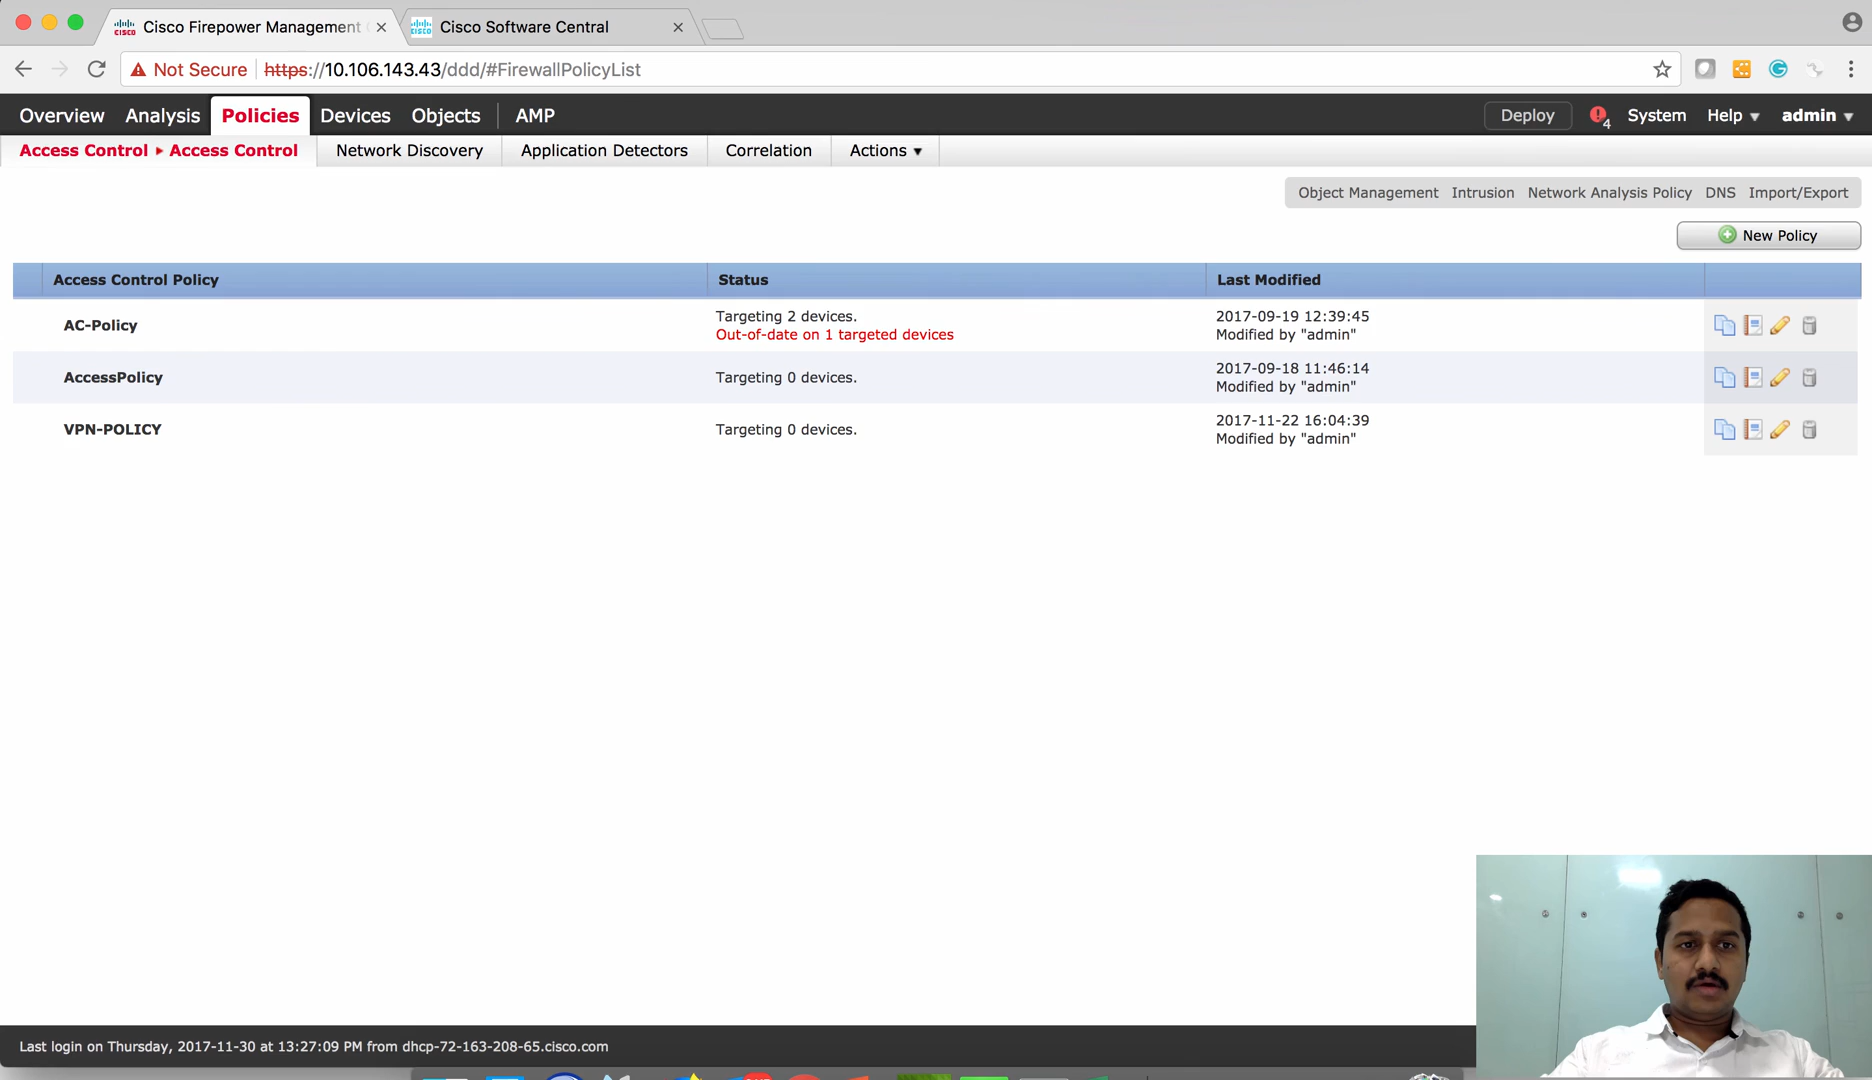 Cisco Firepower Management
Cisco Software Central
Not Secure
https://10.106.143.43/ddd/#FirewallPolicyList
Overview Analysis Policies Devices Objects AMP
Deploy 4 System Help admin
Access Control ▸ Access Control Network Discovery Application Detectors Correlation Actions
Object Management Intrusion Network Analysis Policy DNS Import/Export
New Policy
Access Control Policy Status Last Modified
AC-Policy
Targeting 2 devices.
Out-of-date on 1 targeted devices
2017-09-19 12:39:45
Modified by "admin"
AccessPolicy
Targeting 0 devices.
2017-09-18 11:46:14
Modified by "admin"
VPN-POLICY
Targeting 0 devices.
2017-11-22 16:04:39
Modified by "admin"
Last login on Thursday, 2017-11-30 at 13:27:09 PM from dhcp-72-163-208-65.cisco.com